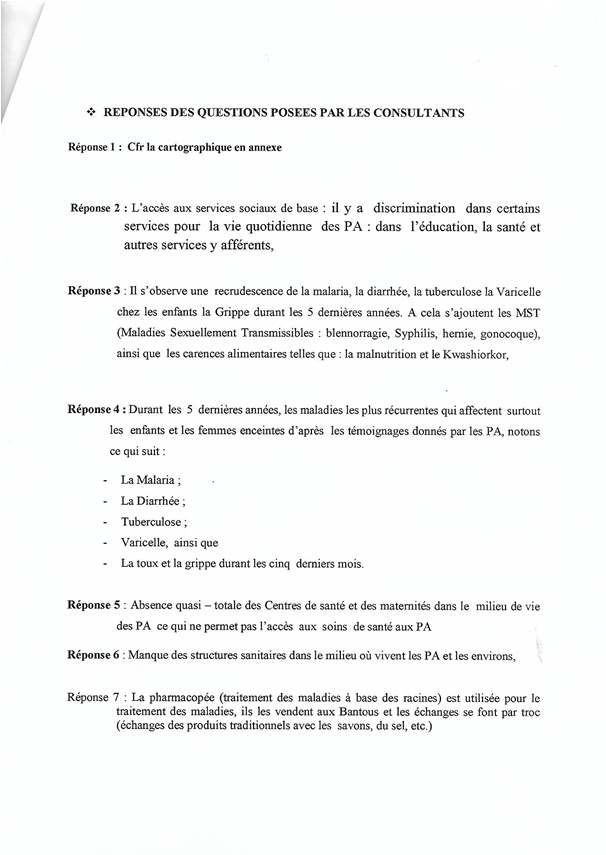 ❖ REPONSES DES QUESTIONS POSEES PAR LES CONSULTANTS
Réponse 1 : Cfr la cartographique en annexe
Réponse 2 : L'accès aux services sociaux de base : il y a discrimination dans certains
services pour la vie quotidienne des PA : dans l'éducation, la santé et
autres services y afférents,
Réponse 3 : Il s'observe une recrudescence de la malaria, la diarrhée, la tuberculose la Varicelle
chez les enfants la Grippe durant les 5 dernières années. A cela s'ajoutent les MST
(Maladies Sexuellement Transmissibles : blennorragie, Syphilis, hernie, gonocoque),
ainsi que les carences alimentaires telles que : la malnutrition et le Kwashiorkor,
Réponse 4 : Durant les 5 dernières années, les maladies les plus récurrentes qui affectent surtout
les enfants et les femmes enceintes d'après les témoignages donnés par les PA, notons
ce qui suit :
- La Malaria ;
- La Diarrhée ;
- Tuberculose ;
- Varicelle, ainsi que
- La toux et la grippe durant les cinq derniers mois.
Réponse 5 : Absence quasi – totale des Centres de santé et des maternités dans le milieu de vie
des PA ce qui ne permet pas l'accès aux soins de santé aux PA
Réponse 6 : Manque des structures sanitaires dans le milieu où vivent les PA et les environs,
Réponse 7 : La pharmacopée (traitement des maladies à base des racines) est utilisée pour le
traitement des maladies, ils les vendent aux Bantous et les échanges se font par troc
(échanges des produits traditionnels avec les savons, du sel, etc.)